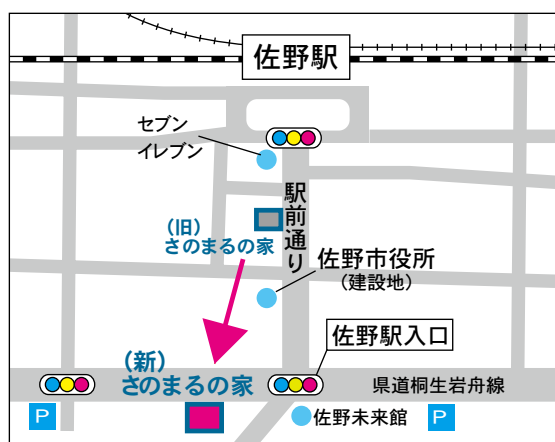 佐野駅
セブン
イレブン
駅前通り
(旧)
さのまるの家
佐野市役所
(建設地)
佐野駅入口
(新)
さのまるの家
県道桐生岩舟線
P
佐野未来館
P